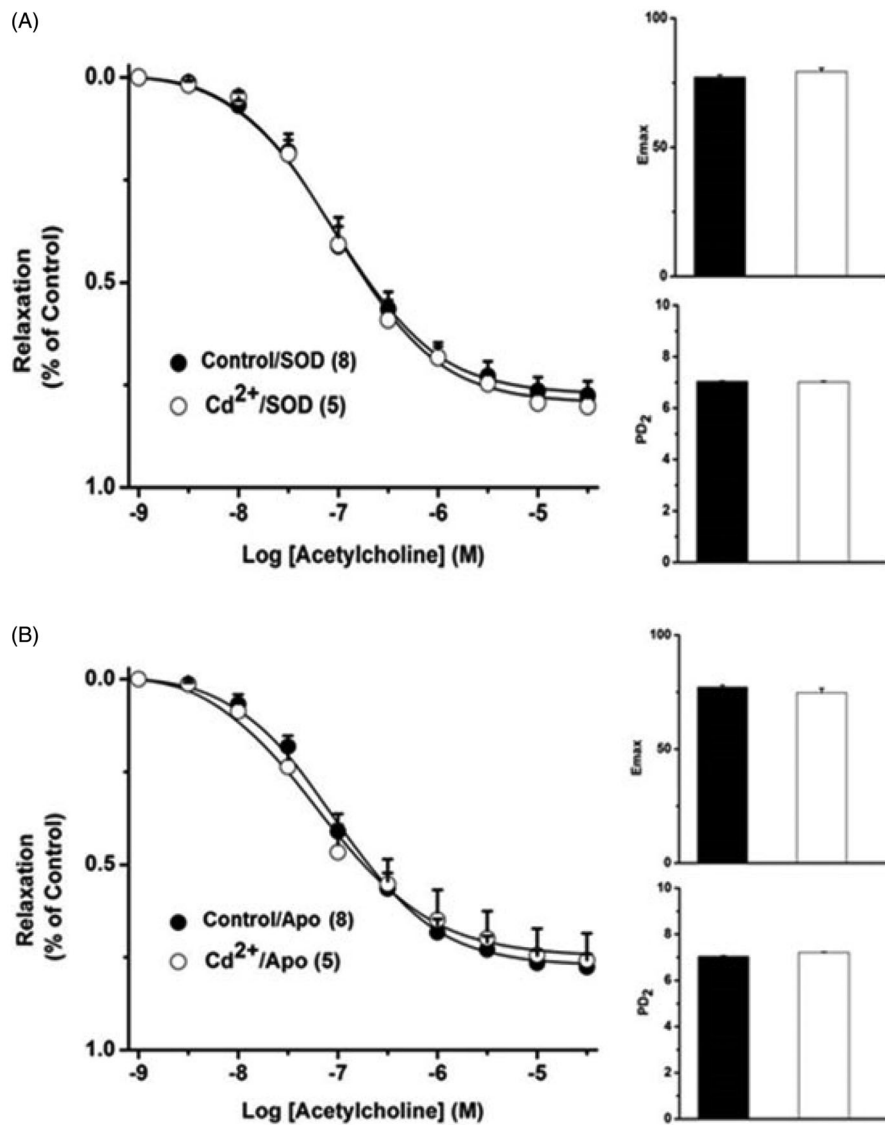 (A)
0.0
0.5
1.0
Relaxation
(% of Control)
Control/SOD (8)
Cd2+/SOD (5)
-9 -8 -7 -6 -5
Log [Acetylcholine] (M)
100
50
0
Emax
10
8
6
4
2
0
PD2
(B)
0.0
0.5
1.0
Relaxation
(% of Control)
Control/Apo (8)
Cd2+/Apo (5)
-9 -8 -7 -6 -5
Log [Acetylcholine] (M)
100
50
0
Emax
10
8
6
4
2
0
PD2